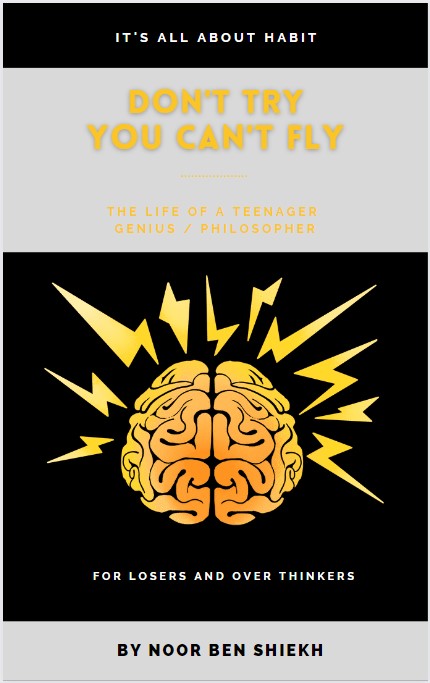 IT'S ALL ABOUT HABIT
DON'T TRY
YOU CAN'T FLY
THE LIFE OF A TEENAGER
GENIUS / PHILOSOPHER
FOR LOSERS AND OVER THINKERS
BY NOOR BEN SHIEKH